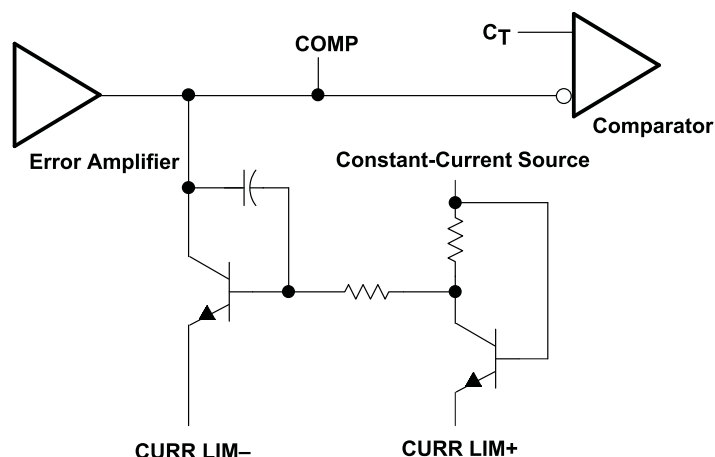 COMP
C_T
Comparator
Error Amplifier
Constant-Current Source
CURR LIM–
CURR LIM+